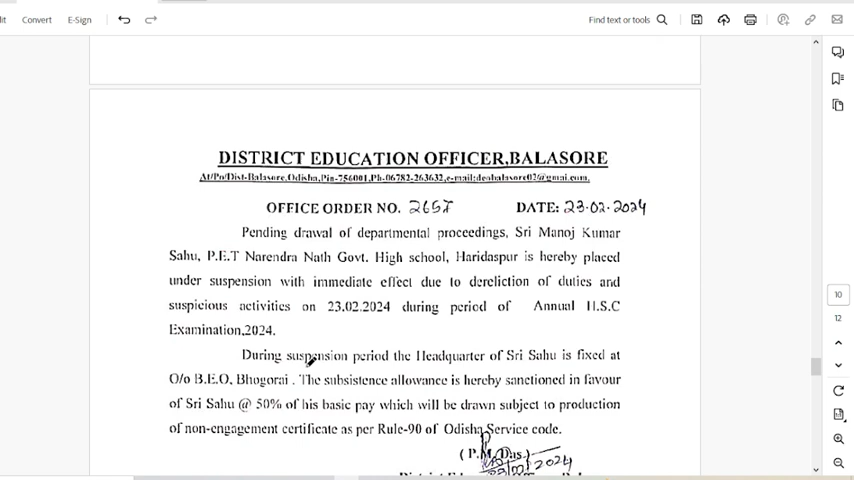 Convert
E-Sign
Find text or tools
DISTRICT EDUCATION OFFICER,BALASORE
At/Po/Dist-Balasore,Odisha,Pin-756001,Ph-06782-263632,e-mail:deobalasore02@gmai.com,
OFFICE ORDER NO. 2657 DATE: 23.02.2024
Pending drawal of departmental proceedings, Sri Manoj Kumar
Sahu, P.E.T Narendra Nath Govt. High school, Haridaspur is hereby placed
under suspension with immediate effect due to dereliction of duties and
suspicious activities on 23.02.2024 during period of Annual H.S.C
Examination,2024.
During suspension period the Headquarter of Sri Sahu is fixed at
O/o B.E.O, Bhogorai . The subsistence allowance is hereby sanctioned in favour
of Sri Sahu @ 50% of his basic pay which will be drawn subject to production
of non-engagement certificate as per Rule-90 of Odisha Service code.
( P.M. Das.)
10
12